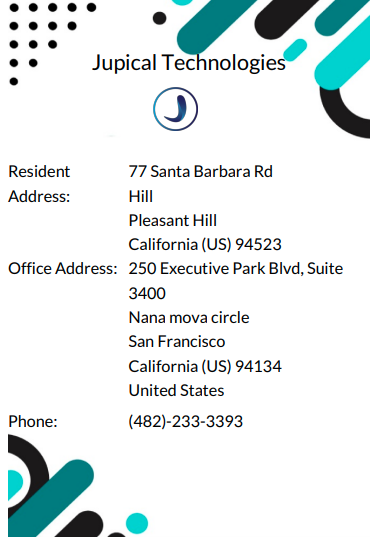 Jupical Technologies
Resident Address: 77 Santa Barbara Rd
Hill
Pleasant Hill
California (US) 94523
Office Address: 250 Executive Park Blvd, Suite
3400
Nana mova circle
San Francisco
California (US) 94134
United States
Phone: (482)-233-3393